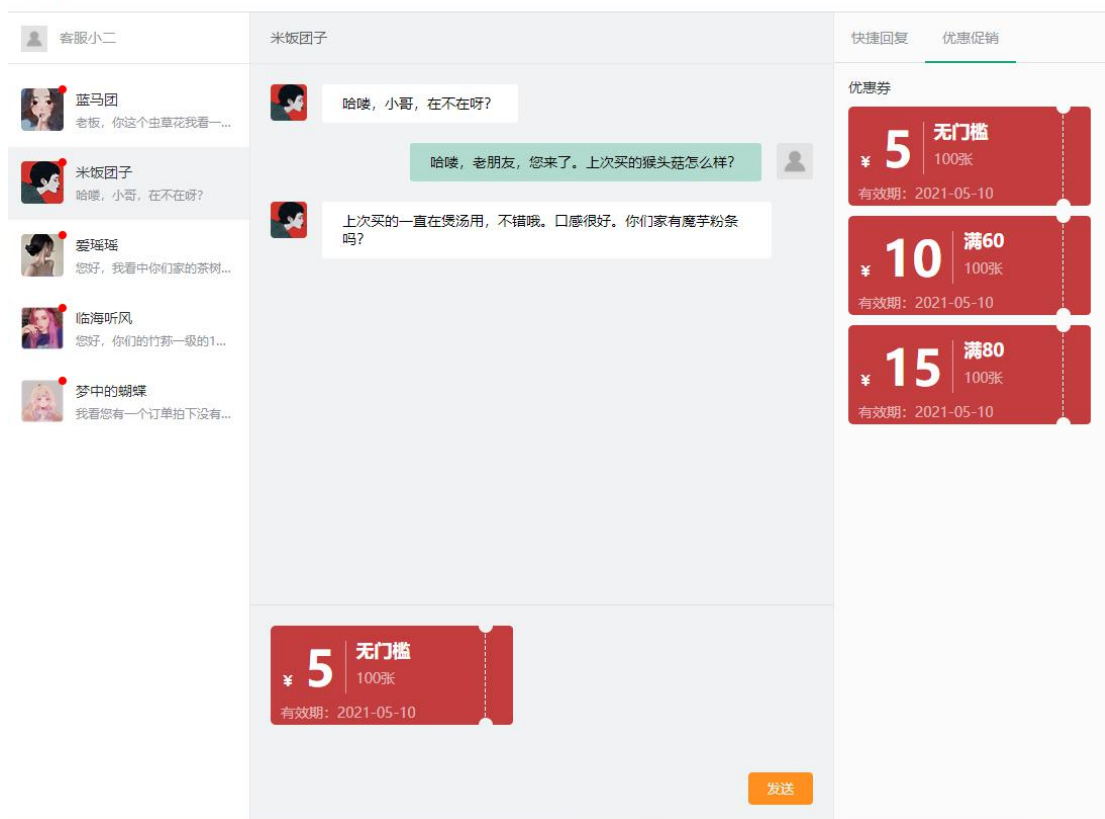 客服小二
蓝马团
老板，你这个虫草花我看一...
米饭团子
哈喽，小哥，在不在呀？
爱瑶瑶
您好，我看中你们家的茶树...
临海听风
您好，你们的竹荪一级的1...
梦中的蝴蝶
我看您有一个订单拍下没有...
米饭团子
哈喽，小哥，在不在呀？
哈喽，老朋友，您来了。上次买的猴头菇怎么样？
上次买的一直在煲汤用，不错哦。口感很好。你们家有魔芋粉条
吗？
¥ 5 无门槛
100张
有效期：2021-05-10
发送
快捷回复 优惠促销
优惠券
¥ 5 无门槛
100张
有效期：2021-05-10
¥ 10 满60
100张
有效期：2021-05-10
¥ 15 满80
100张
有效期：2021-05-10